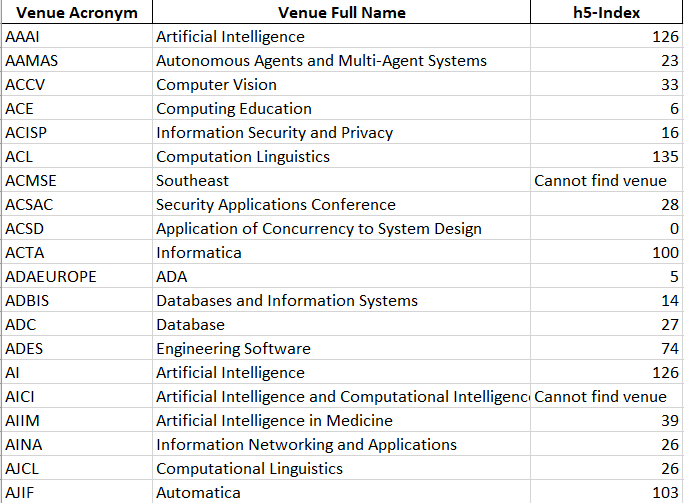 Venue Acronym Venue Full Name h5-Index
AAAI Artificial Intelligence 126
AAMAS Autonomous Agents and Multi-Agent Systems 23
ACCV Computer Vision 33
ACE Computing Education 6
ACISP Information Security and Privacy 16
ACL Computation Linguistics 135
ACMSE Southeast Cannot find venue
ACSAC Security Applications Conference 28
ACSD Application of Concurrency to System Design 0
ACTA Informatica 100
ADAEUROPE ADA 5
ADBIS Databases and Information Systems 14
ADC Database 27
ADES Engineering Software 74
AI Artificial Intelligence 126
AICI Artificial Intelligence and Computational Intelligenc Cannot find venue
AIIM Artificial Intelligence in Medicine 39
AINA Information Networking and Applications 26
AJCL Computational Linguistics 26
AJIF Automatica 103